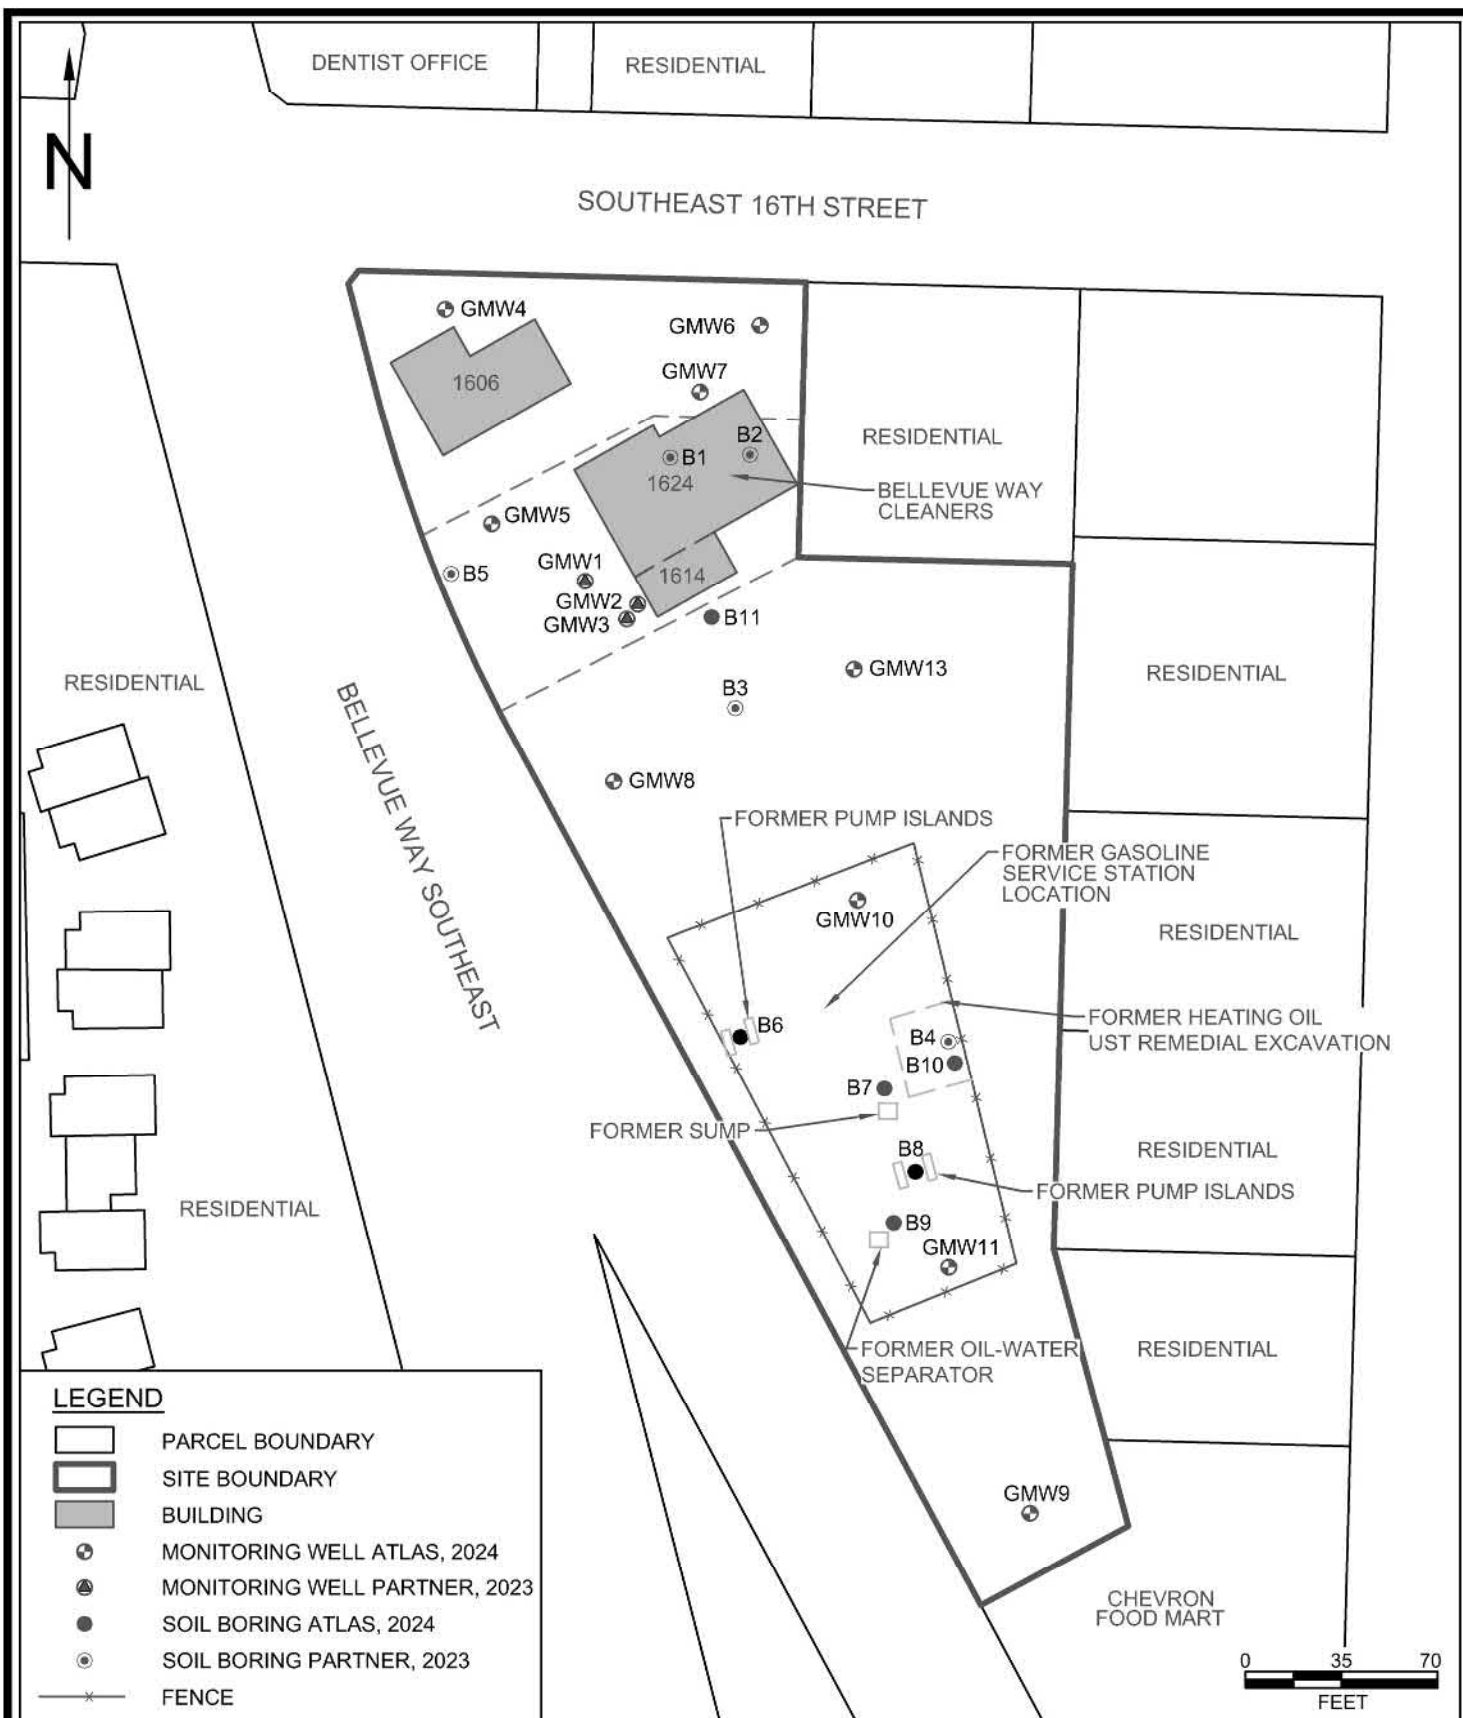 DENTIST OFFICE
RESIDENTIAL
N
SOUTHEAST 16TH STREET
GMW4
GMW6
GMW7
1606
RESIDENTIAL
B2
B1
1624
BELLEVUE WAY
CLEANERS
GMW5
GMW1
B5
1614
GMW2
GMW3
B11
GMW13
RESIDENTIAL
RESIDENTIAL
B3
BELLEVUE WAY SOUTHEAST
GMW8
FORMER PUMP ISLANDS
FORMER GASOLINE
SERVICE STATION
LOCATION
GMW10
RESIDENTIAL
B6
FORMER HEATING OIL
UST REMEDIAL EXCAVATION
B4
B10
B7
FORMER SUMP
B8
RESIDENTIAL
FORMER PUMP ISLANDS
RESIDENTIAL
B9
GMW11
FORMER OIL-WATER
SEPARATOR
RESIDENTIAL
GMW9
CHEVRON
FOOD MART
LEGEND
PARCEL BOUNDARY
SITE BOUNDARY
BUILDING
MONITORING WELL ATLAS, 2024
MONITORING WELL PARTNER, 2023
SOIL BORING ATLAS, 2024
SOIL BORING PARTNER, 2023
FENCE
0 35 70
FEET